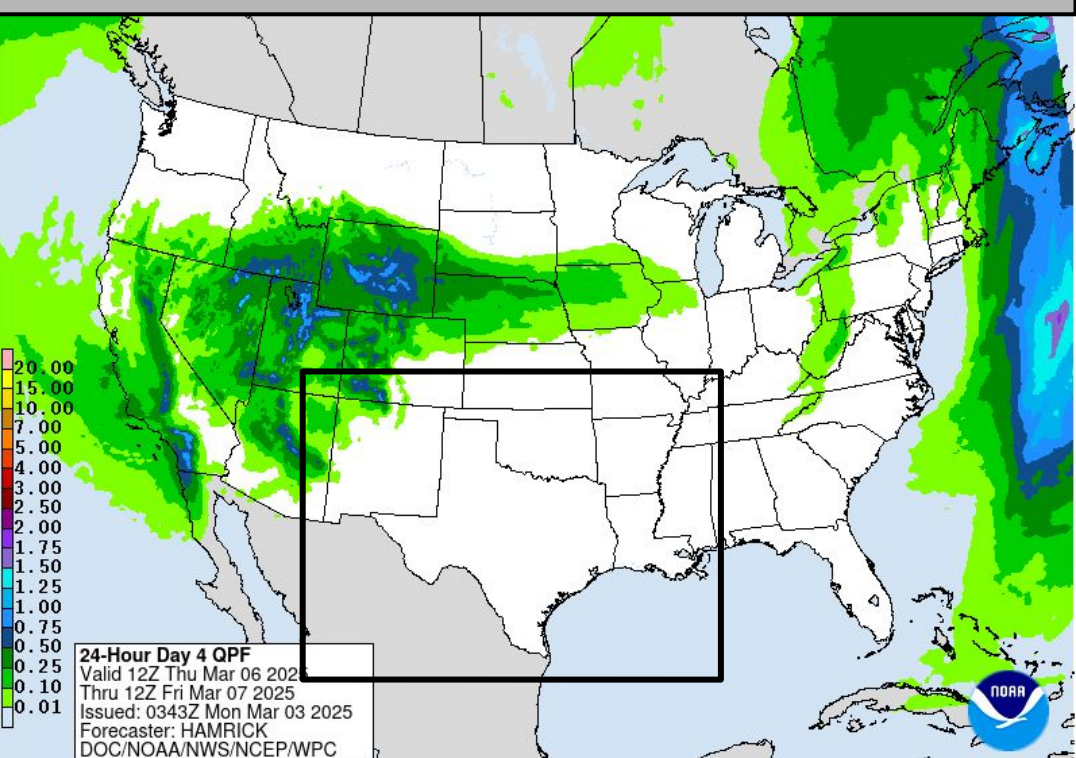 20.00
15.00
10.00
7.00
5.00
4.00
3.00
2.50
2.00
1.75
1.50
1.25
1.00
0.75
0.50
0.25
0.10
0.01
24-Hour Day 4 QPF
Valid 12Z Thu Mar 06 2025
Thru 12Z Fri Mar 07 2025
Issued: 0343Z Mon Mar 03 2025
Forecaster: HAMRICK
DOC/NOAA/NWS/NCEP/WPC
NOAA